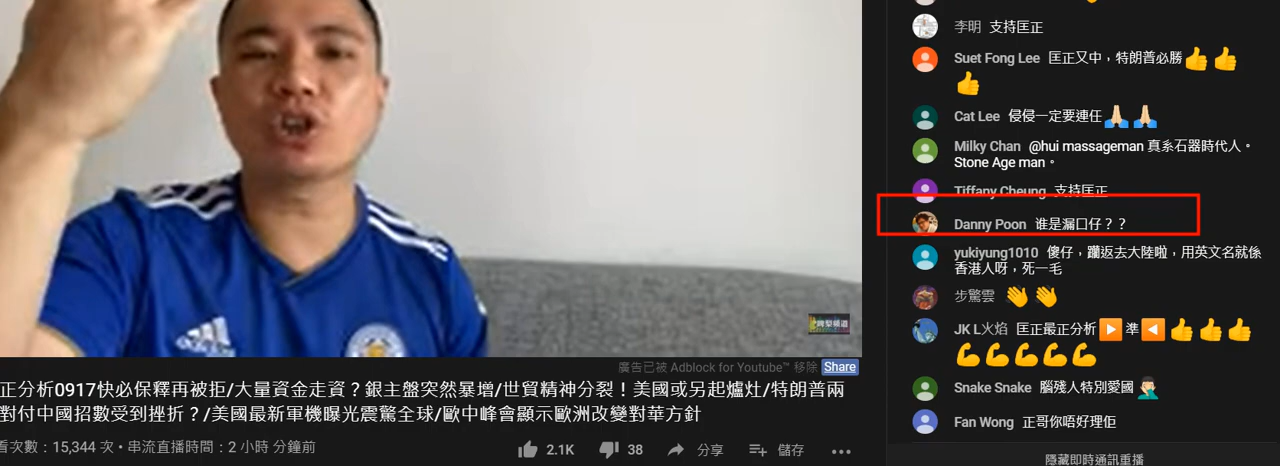 李明 支持匡正
Suet Fong Lee 匡正又中，特朗普必勝👍👍
👍
Cat Lee 侵侵一定要連任🙏🏻🙏🏻
Milky Chan @hui massageman 真系石器時代人。
Stone Age man。
Tiffany Cheung 支持匡正
Danny Poon 谁是漏口仔？？
yukiyung1010 傻仔，躝返去大陸啦，用英文名就係
香港人呀，死一毛
步驚雲 👋👋
JK L火焰 匡正最正分析▶️準◀️👍👍👍
💪💪💪💪💪
Snake Snake 腦殘人特別愛國🤦🏻‍♂️
Fan Wong 正哥你唔好理佢
隱藏即時通訊重播
adidas
廣告已被 Adblock for Youtube™ 移除 Share
正分析0917快必保釋再被拒/大量資金走資？銀主盤突然暴增/世貿精神分裂！美國或另起爐灶/特朗普兩
對付中國招數受到挫折？/美國最新軍機曝光震驚全球/歐中峰會顯示歐洲改變對華方針
看次數：15,344 次 • 串流直播時間：2 小時 分鐘前
2.1K 38 分享 儲存